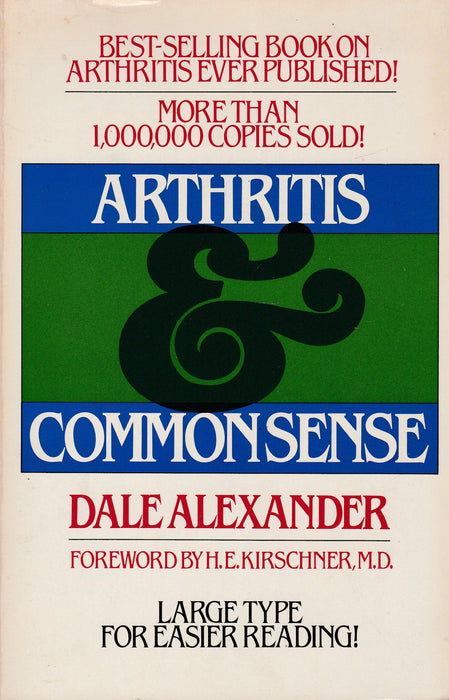 BEST-SELLING BOOK ON
ARTHRITIS EVER PUBLISHED!
MORE THAN
1,000,000 COPIES SOLD!
ARTHRITIS
&
COMMON SENSE
DALE ALEXANDER
FOREWORD BY H. E. KIRSCHNER, M.D.
LARGE TYPE
FOR EASIER READING!